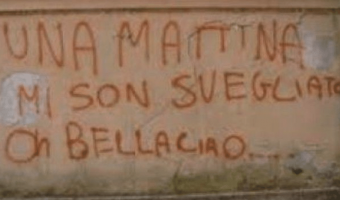 UNA MATTINA
MI SON SVEGLIATO
Oh BELLACIAO....